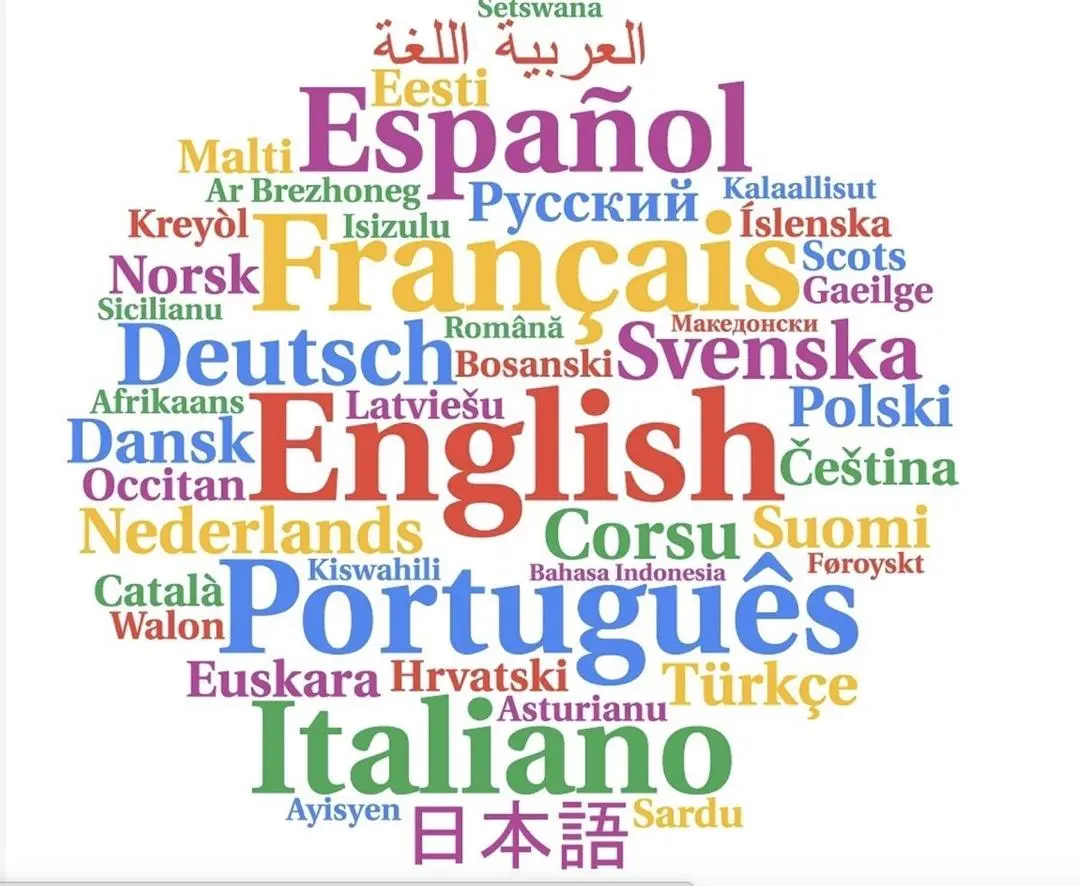 Setswana
العربية اللغة
Eesti
Español
Malti
Ar Brezhoneg
Русский
Kalaallisut
Kreyòl
Isizulu
Íslenska
Français
Scots
Norsk
Gaeilge
Sicilianu
Română
Македонски
Deutsch
Bosanski
Svenska
Afrikaans
Latviešu
Polski
Dansk
English
Čeština
Occitan
Nederlands
Corsu
Suomi
Føroyskt
Kiswahili
Bahasa Indonesia
Català
Português
Walon
Euskara
Hrvatski
Türkçe
Asturianu
Italiano
Ayisyen
日本語
Sardu